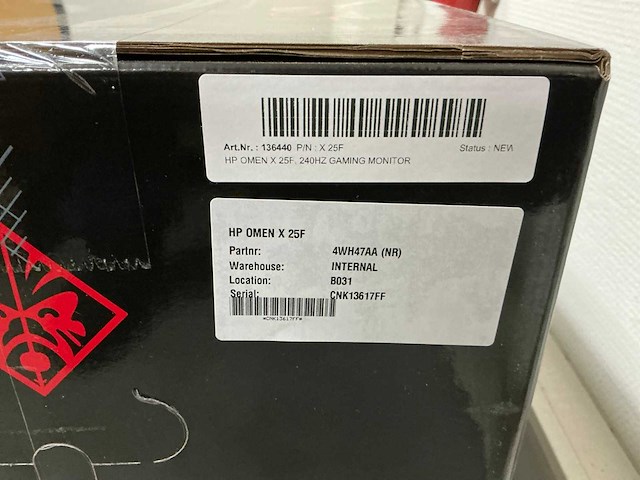 Art.Nr. : 136440 P/N : X 25F Status : NEW
HP OMEN X 25F, 240HZ GAMING MONITOR
HP OMEN X 25F
Partnr: 4WH47AA (NR)
Warehouse: INTERNAL
Location: B031
Serial: CNK13617FF
*CNK13617FF*